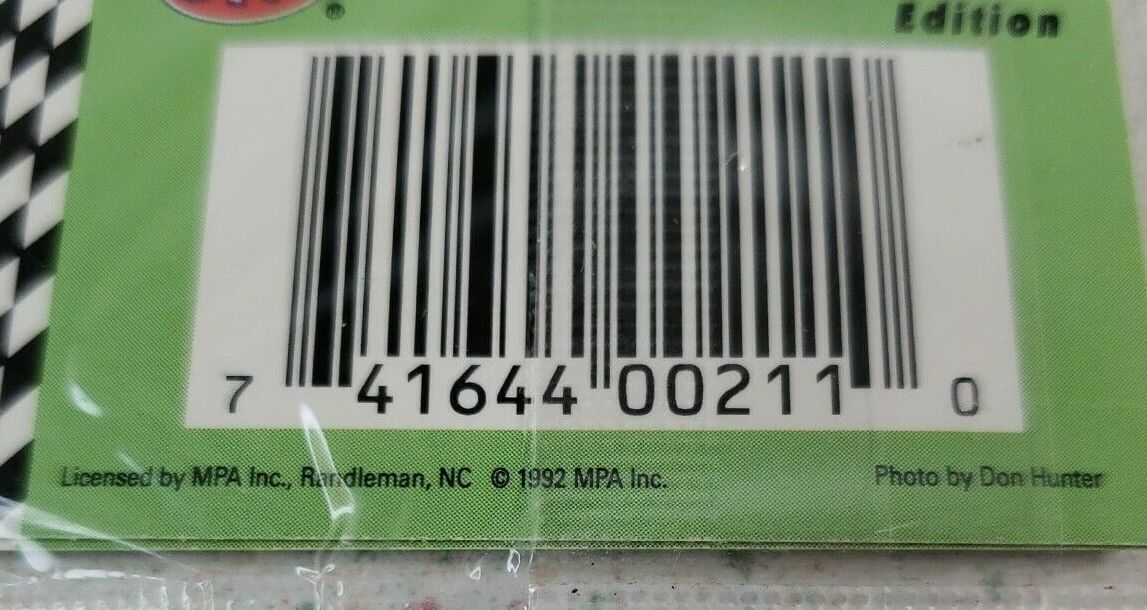 ®
Edition
7 41644 00211 0
Licensed by MPA Inc., Randleman, NC © 1992 MPA Inc.
Photo by Don Hunter